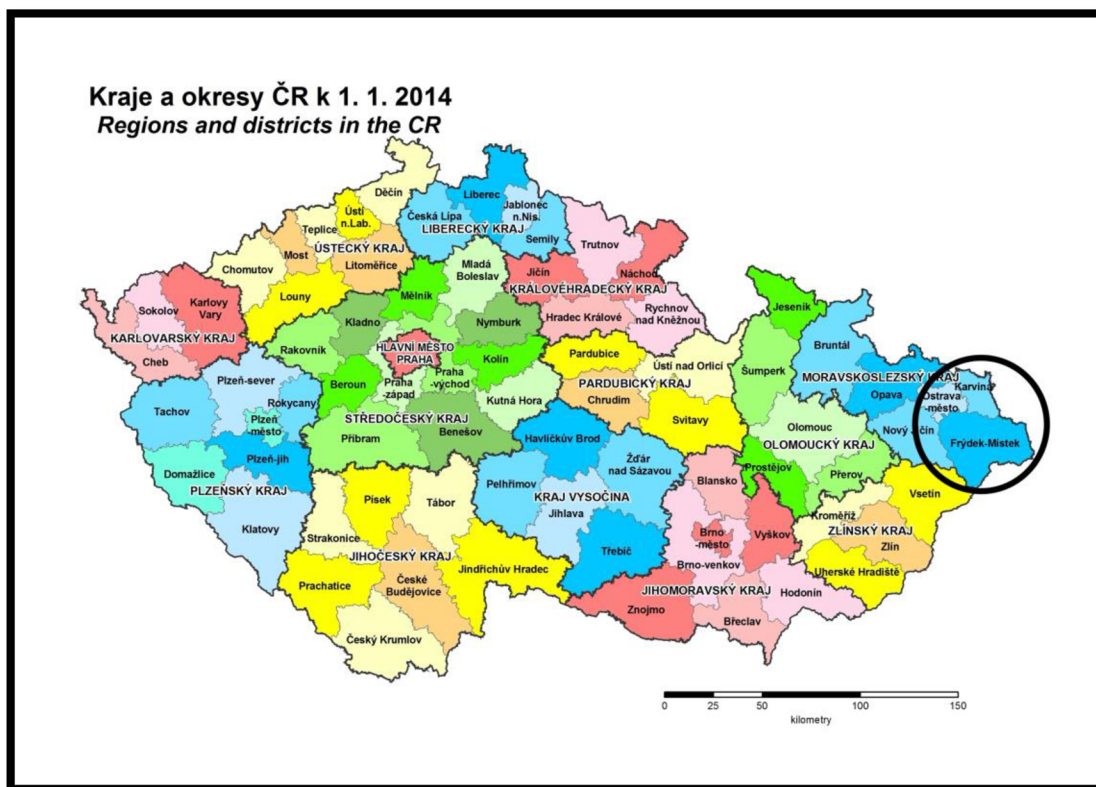 Kraje a okresy ČR k 1. 1. 2014
Regions and districts in the CR
Děčín
Liberec
Ústí
n.Lab.
Jablonec
n.Nis.
Česká Lípa
Teplice
LIBERECKÝ KRAJ
Semily
Trutnov
ÚSTECKÝ KRAJ
Most
Litoměřice
Chomutov
Mladá
Boleslav
Jičín
Náchod
KRÁLOVÉHRADECKÝ KRAJ
Louny
Mělník
Sokolov
Karlovy
Vary
Jeseník
Rychnov
nad Kněžnou
Hradec Králové
Kladno
Nymburk
KARLOVARSKÝ KRAJ
Cheb
Rakovník
HLAVNÍ MĚSTO
PRAHA
Kolín
Pardubice
Ústí nad Orlicí
Bruntál
Šumperk
MORAVSKOSLEZSKÝ KRAJ
Karviná
Plzeň-sever
Beroun
Praha
-západ
Praha
-východ
PARDUBICKÝ KRAJ
Opava
Ostrava
-město
Tachov
Rokycany
Kutná Hora
Chrudim
Plzeň
-město
STŘEDOČESKÝ KRAJ
Svitavy
Olomouc
Nový Jičín
Frýdek-Místek
Příbram
Benešov
Havlíčkův Brod
OLOMOUCKÝ KRAJ
Domažlice
Plzeň-jih
Žďár
nad Sázavou
Prostějov
Přerov
PLZEŇSKÝ KRAJ
Pelhřimov
Blansko
Vsetín
Písek
Tábor
KRAJ VYSOČINA
Jihlava
Kroměříž
ZLÍNSKÝ KRAJ
Klatovy
Strakonice
Brno
-město
Vyškov
Zlín
JIHOČESKÝ KRAJ
Třebíč
Brno-venkov
Jindřichův Hradec
Uherské Hradiště
Prachatice
České
Budějovice
JIHOMORAVSKÝ KRAJ
Hodonín
Znojmo
Břeclav
Český Krumlov
0 25 50 100 150
kilometry